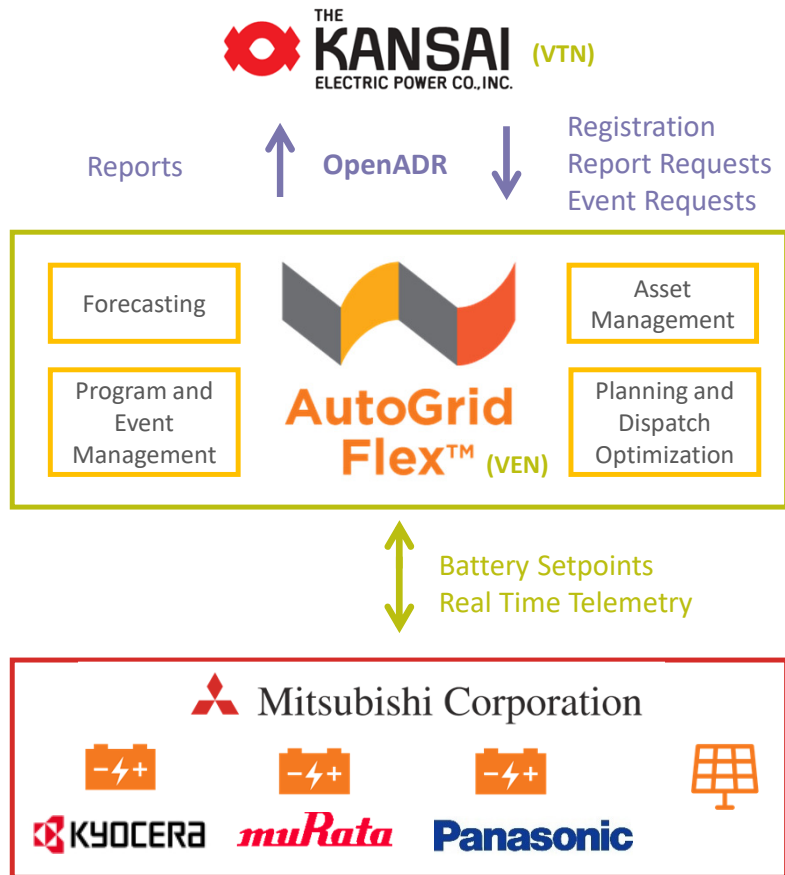 THE
KANSAI
ELECTRIC POWER CO.,INC.
(VTN)
Reports
OpenADR
Registration
Report Requests
Event Requests
Forecasting
Asset
Management
Program and
Event
Management
AutoGrid
Flex™ (VEN)
Planning and
Dispatch
Optimization
Battery Setpoints
Real Time Telemetry
Mitsubishi Corporation
KYOCERA
muRata
Panasonic